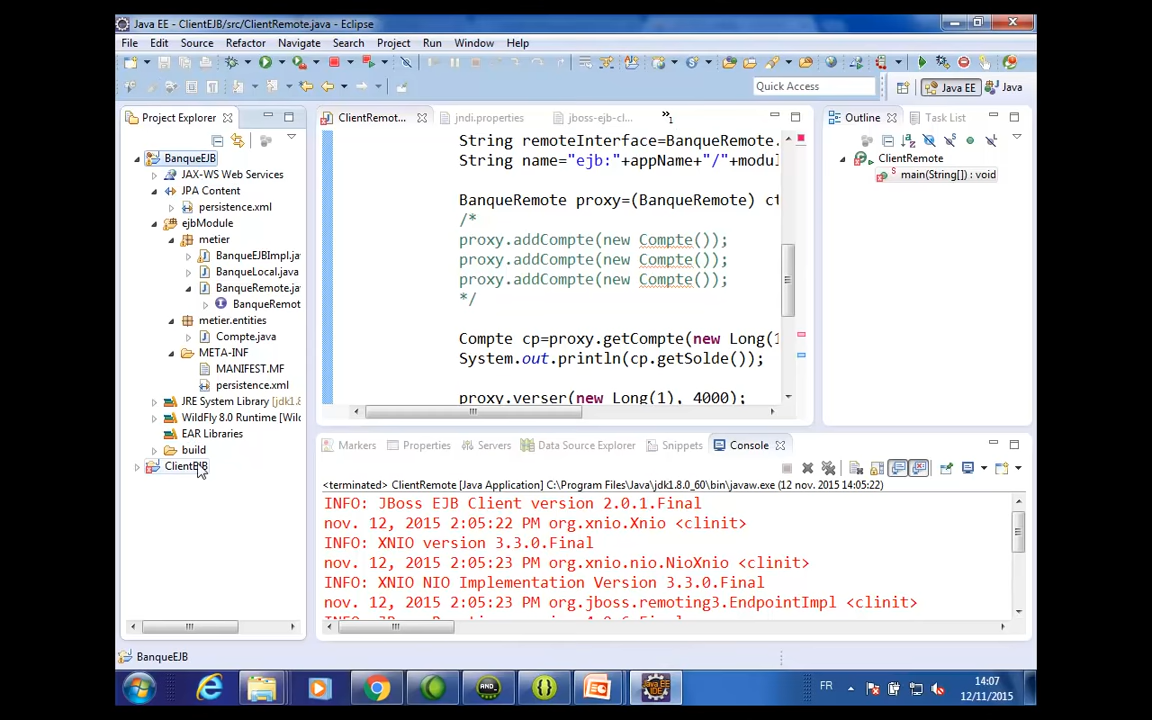 Java EE - ClientEJB/src/ClientRemote.java - Eclipse
File Edit Source Refactor Navigate Search Project Run Window Help
Quick Access
Java EE
Java
Project Explorer
BanqueEJB
JAX-WS Web Services
JPA Content
persistence.xml
ejbModule
metier
BanqueEJBImpl.ja
BanqueLocal.java
BanqueRemote.ja
BanqueRemot
metier.entities
Compte.java
META-INF
MANIFEST.MF
persistence.xml
JRE System Library [jdk1.8
WildFly 8.0 Runtime [Wild
EAR Libraries
build
ClientEJB
ClientRemot...
jndi.properties
jboss-ejb-cl...
»1
String remoteInterface=BanqueRemote.
String name="ejb:"+appName+"/"+modul
BanqueRemote proxy=(BanqueRemote) ct
/*
proxy.addCompte(new Compte());
proxy.addCompte(new Compte());
proxy.addCompte(new Compte());
*/
Compte cp=proxy.getCompte(new Long(1
System.out.println(cp.getSolde());
proxy.verser(new Long(1), 4000);
Outline
Task List
ClientRemote
main(String[]) : void
Markers
Properties
Servers
Data Source Explorer
Snippets
Console
<terminated> ClientRemote [Java Application] C:\Program Files\Java\jdk1.8.0_60\bin\javaw.exe (12 nov. 2015 14:05:22)
INFO: JBoss EJB Client version 2.0.1.Final
nov. 12, 2015 2:05:22 PM org.xnio.Xnio <clinit>
INFO: XNIO version 3.3.0.Final
nov. 12, 2015 2:05:23 PM org.xnio.nio.NioXnio <clinit>
INFO: XNIO NIO Implementation Version 3.3.0.Final
nov. 12, 2015 2:05:23 PM org.jboss.remoting3.EndpointImpl <clinit>
BanqueEJB
FR
14:07
12/11/2015